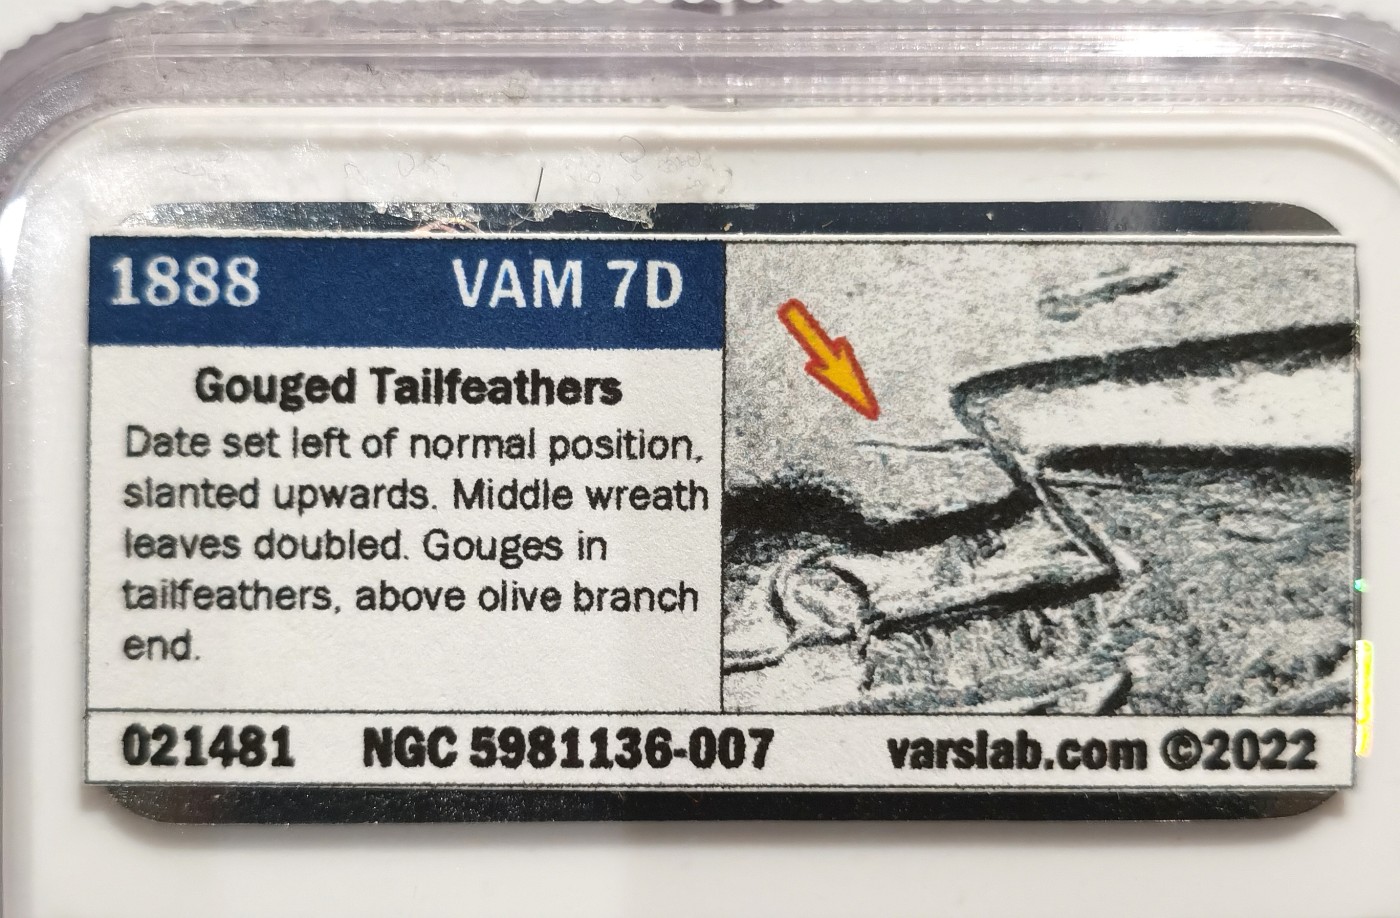 1888 VAM 7D
Gouged Tailfeathers
Date set left of normal position,
slanted upwards. Middle wreath
leaves doubled. Gouges in
tailfeathers, above olive branch
end.
021481 NGC 5981136-007 varslab.com ©2022